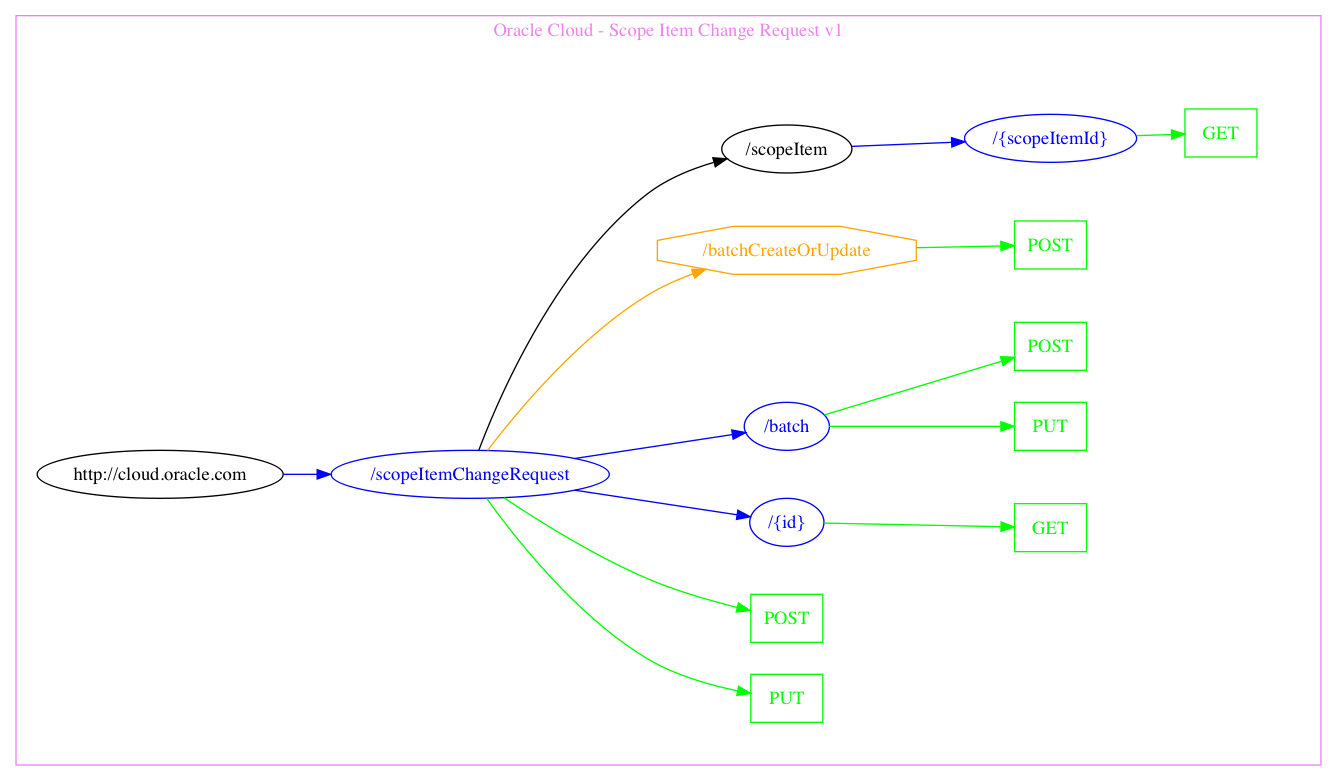 Oracle Cloud - Scope Item Change Request v1
/scopeItem
/{scopeItemId}
GET
/batchCreateOrUpdate
POST
POST
/batch
PUT
http://cloud.oracle.com
/scopeItemChangeRequest
/{id}
GET
POST
PUT